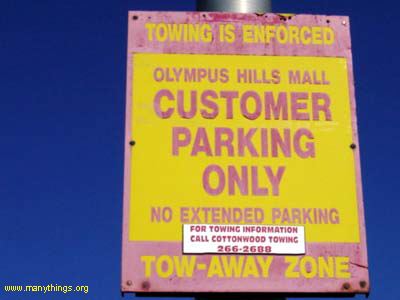 TOWING IS ENFORCED
OLYMPUS HILLS MALL
CUSTOMER
PARKING
ONLY
NO EXTENDED PARKING
FOR TOWING INFORMATION
CALL COTTONWOOD TOWING
266-2688
TOW-AWAY ZONE
www.manythings.org